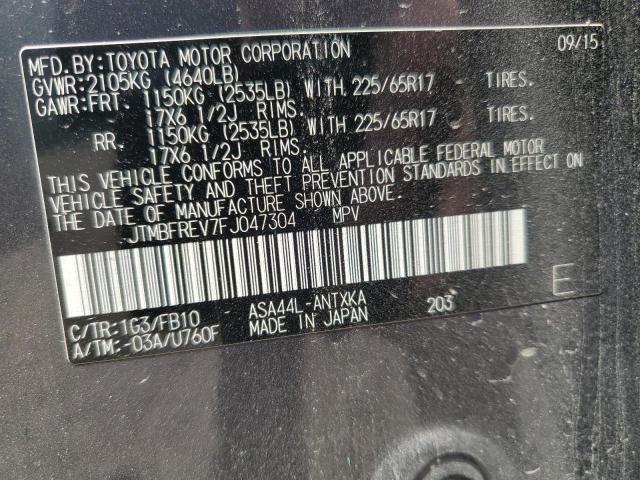 MFD.BY:TOYOTA MOTOR CORPORATION 09/15
GVWR:2105KG (4640LB)
GAWR:FRT. 1150KG (2535LB) WITH 225/65R17 TIRES.
17X6 1/2J RIMS.
RR. 1150KG (2535LB) WITH 225/65R17 TIRES.
17X6 1/2J RIMS.
THIS VEHICLE CONFORMS TO ALL APPLICABLE FEDERAL MOTOR
VEHICLE SAFETY AND THEFT PREVENTION STANDARDS IN EFFECT ON
THE DATE OF MANUFACTURE SHOWN ABOVE.
JTMBFREV7FJ047304 MPV
C/TR:1G3/FB10 ASA44L-ANTXKA 203 E
A/TM:-03A/U760F MADE IN JAPAN